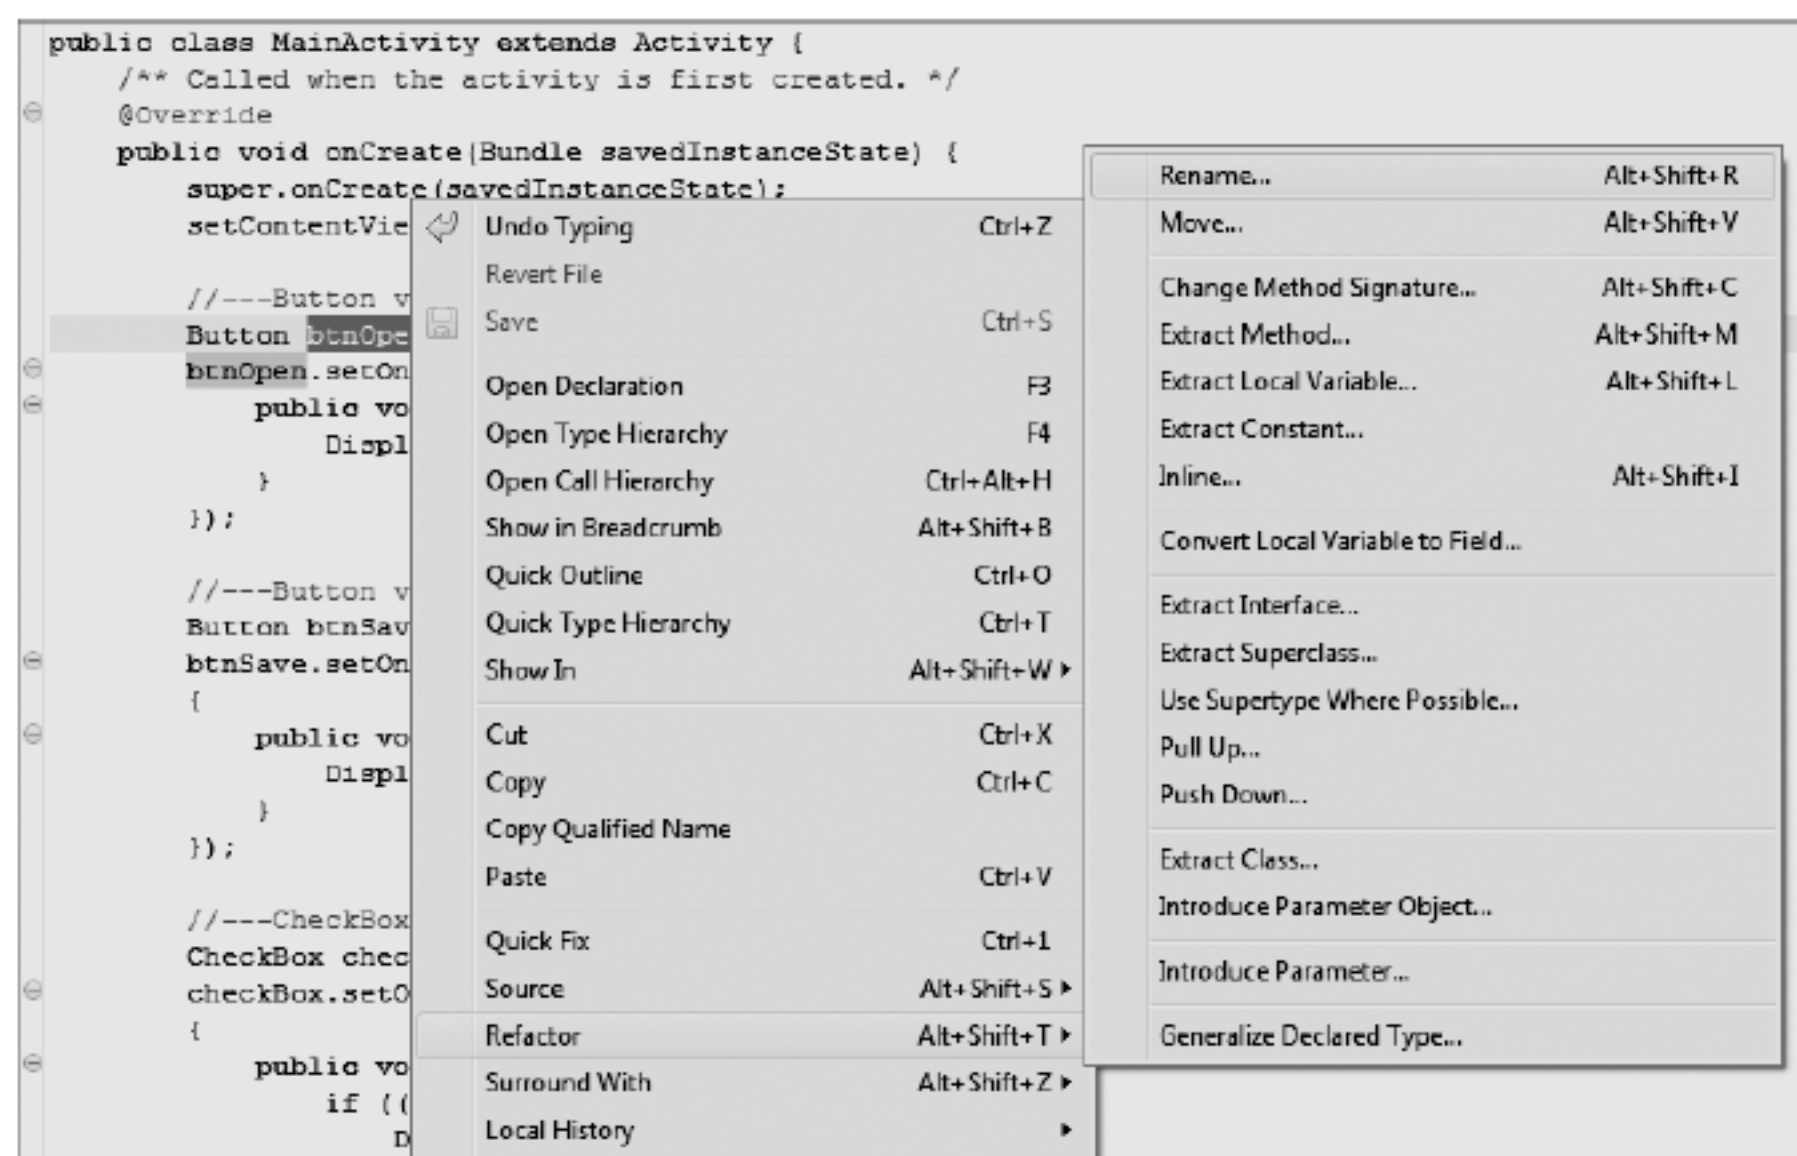 public class MainActivity extends Activity {
/** Called when the activity is first created. */
@Override
public void onCreate(Bundle savedInstanceState) {
super.onCreate(savedInstanceState);
setContentVie
//---Button v
Button btnOpe
btnOpen.setOn
public vo
Displ
}
});
//---Button v
Button btnSav
btnSave.setOn
{
public vo
Displ
}
});
//---CheckBox
CheckBox chec
checkBox.setO
{
public vo
if ((
D
Undo Typing Ctrl+Z
Revert File
Save Ctrl+S
Open Declaration F3
Open Type Hierarchy F4
Open Call Hierarchy Ctrl+Alt+H
Show in Breadcrumb Alt+Shift+B
Quick Outline Ctrl+O
Quick Type Hierarchy Ctrl+T
Show In Alt+Shift+W
Cut Ctrl+X
Copy Ctrl+C
Copy Qualified Name
Paste Ctrl+V
Quick Fix Ctrl+1
Source Alt+Shift+S
Refactor Alt+Shift+T
Surround With Alt+Shift+Z
Local History
Rename... Alt+Shift+R
Move... Alt+Shift+V
Change Method Signature... Alt+Shift+C
Extract Method... Alt+Shift+M
Extract Local Variable... Alt+Shift+L
Extract Constant...
Inline... Alt+Shift+I
Convert Local Variable to Field...
Extract Interface...
Extract Superclass...
Use Supertype Where Possible...
Pull Up...
Push Down...
Extract Class...
Introduce Parameter Object...
Introduce Parameter...
Generalize Declared Type...